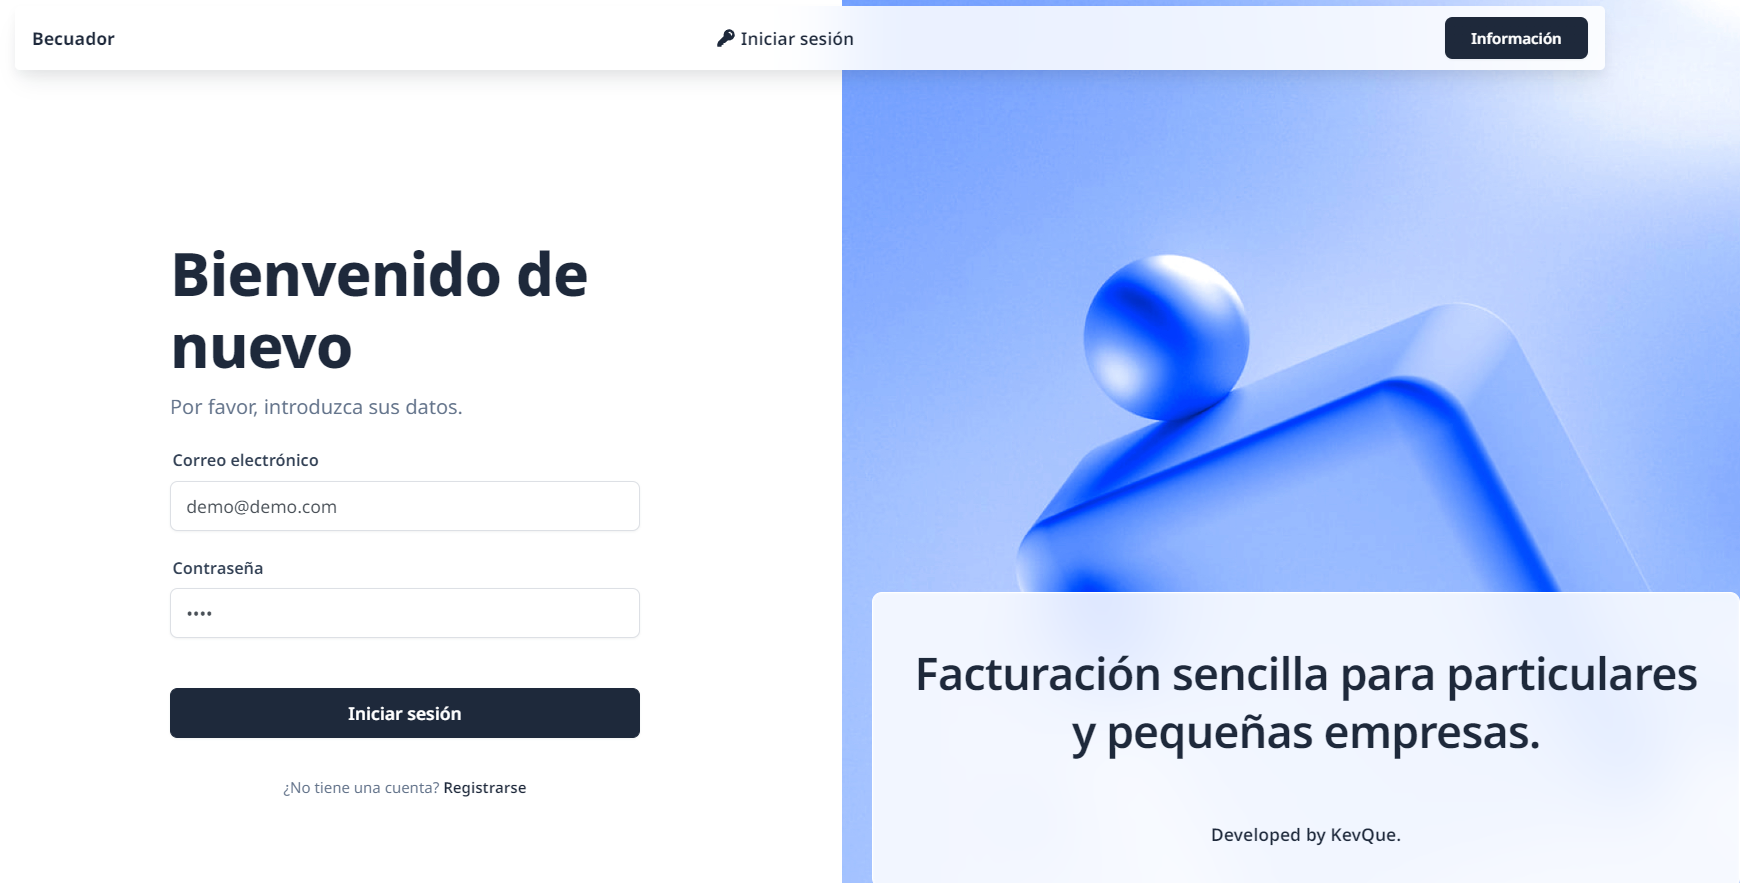 Becuador
Iniciar sesión
Información
Bienvenido de
nuevo
Por favor, introduzca sus datos.
Correo electrónico
demo@demo.com
Contraseña
••••
Iniciar sesión
¿No tiene una cuenta? Registrarse
Facturación sencilla para particulares
y pequeñas empresas.
Developed by KevQue.